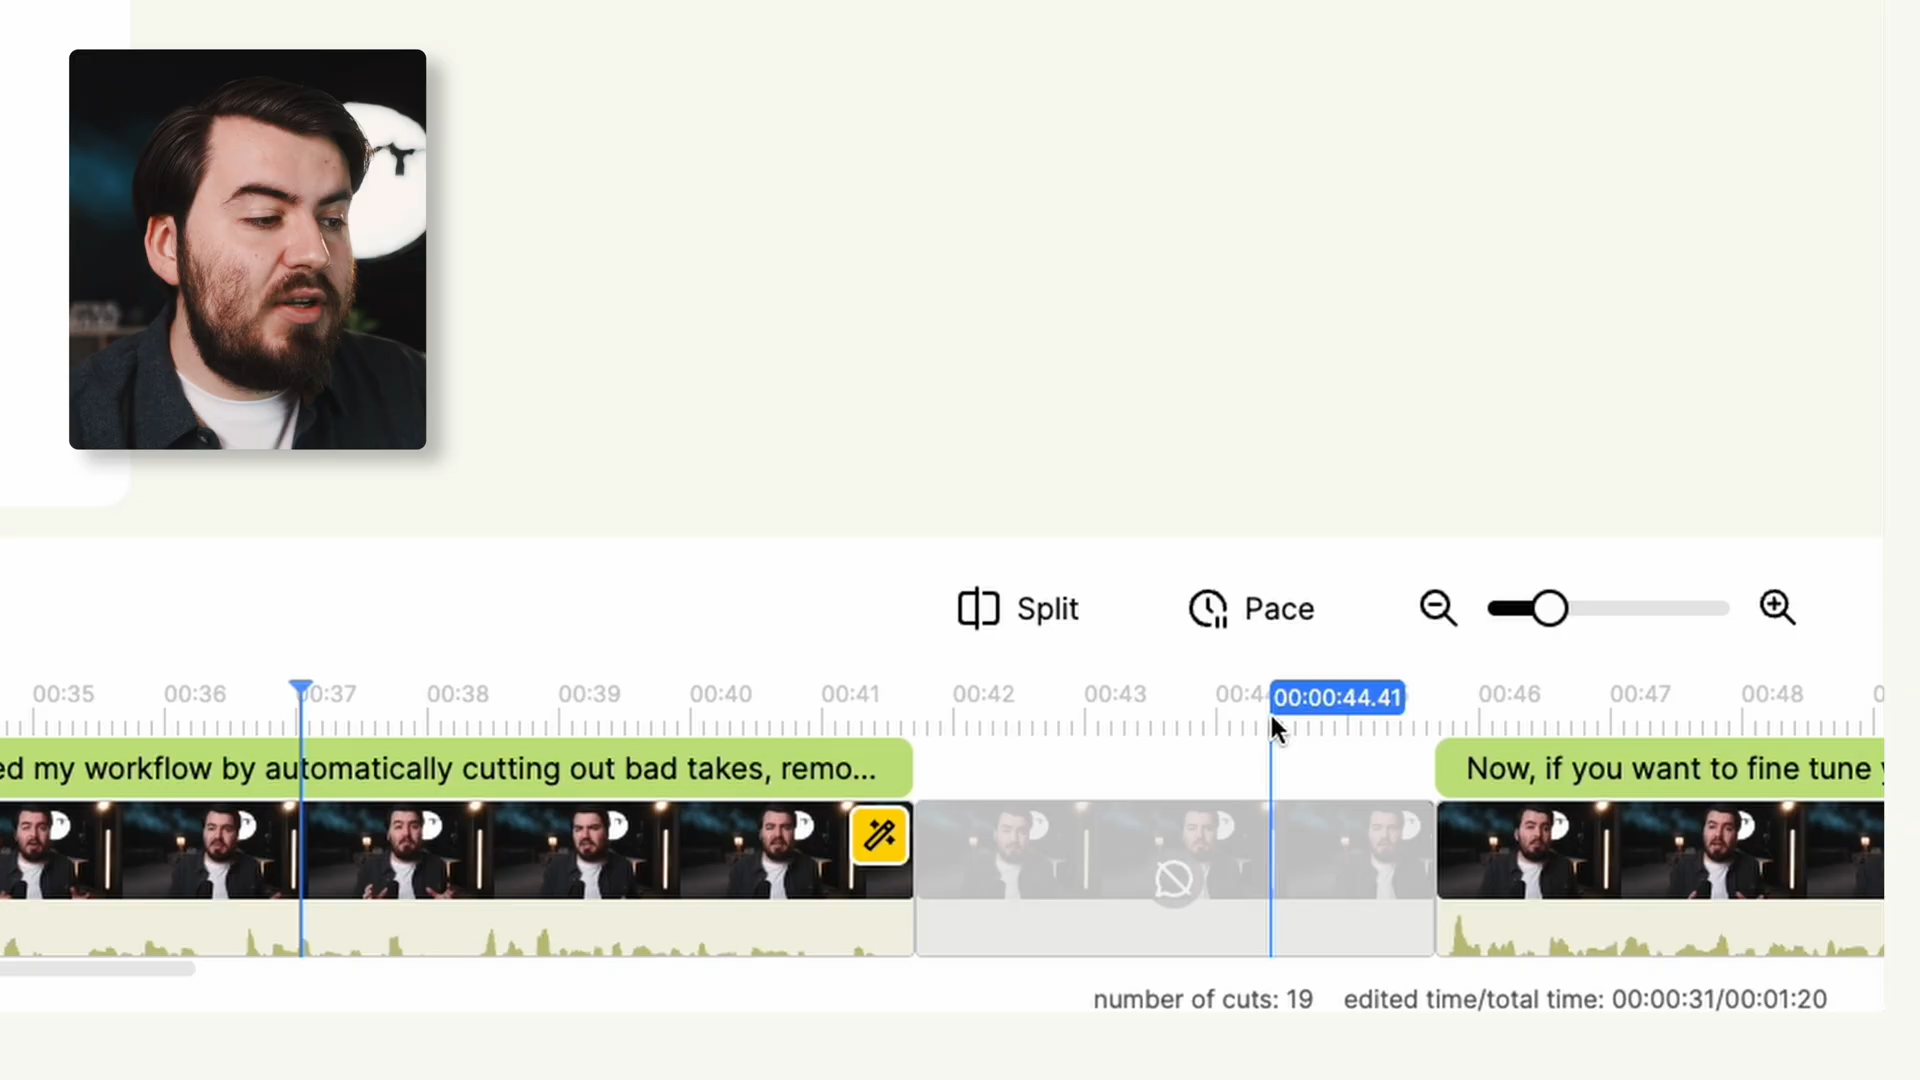 Split Pace
00:35 00:36 00:37 00:38 00:39 00:40 00:41 00:42 00:43 00:44 00:00:44.41 00:46 00:47 00:48
ed my workflow by automatically cutting out bad takes, remo... Now, if you want to fine tune
number of cuts: 19 edited time/total time: 00:00:31/00:01:20